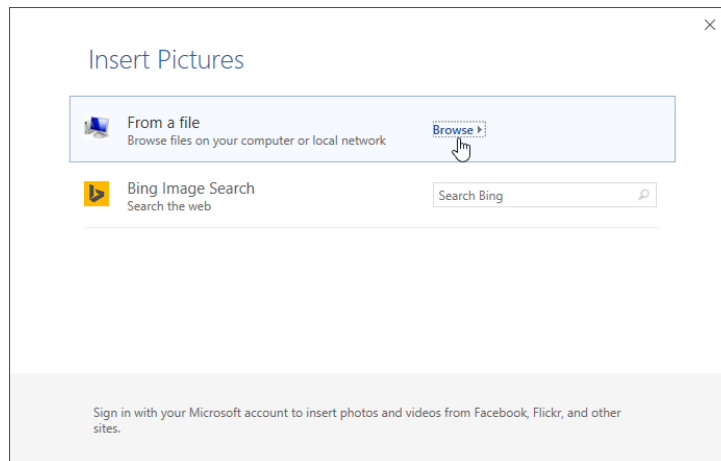 Insert Pictures
From a file
Browse files on your computer or local network
Browse
Bing Image Search
Search the web
Search Bing
Sign in with your Microsoft account to insert photos and videos from Facebook, Flickr, and other
sites.